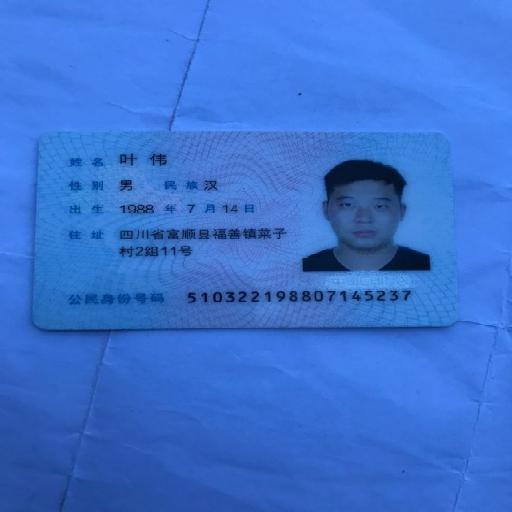 姓名 叶伟
性别 男 民族 汉
出生 1988 年 7 月 14 日
住址 四川省富顺县福善镇菜子
村2组11号
公民身份号码 510322198807145237